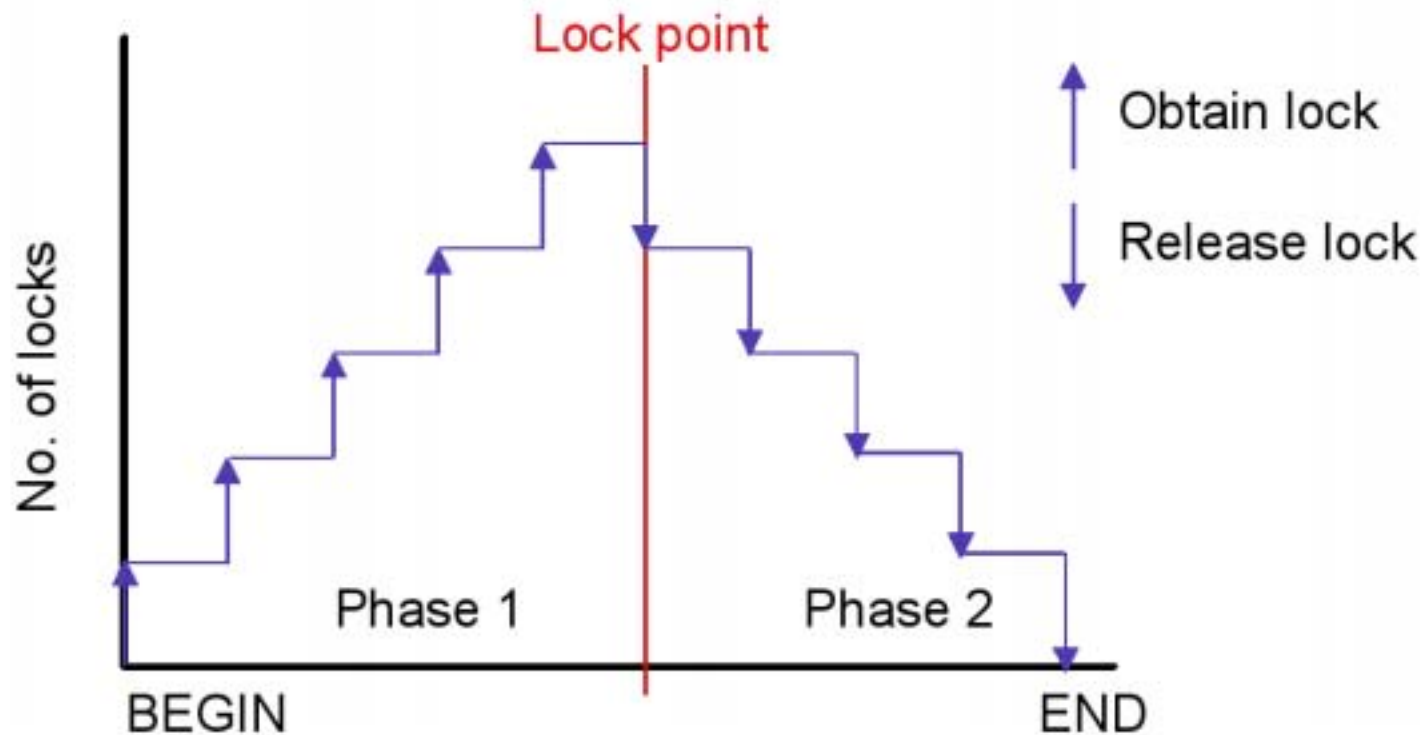 Lock point
Obtain lock
Release lock
No. of locks
Phase 1
Phase 2
BEGIN
END